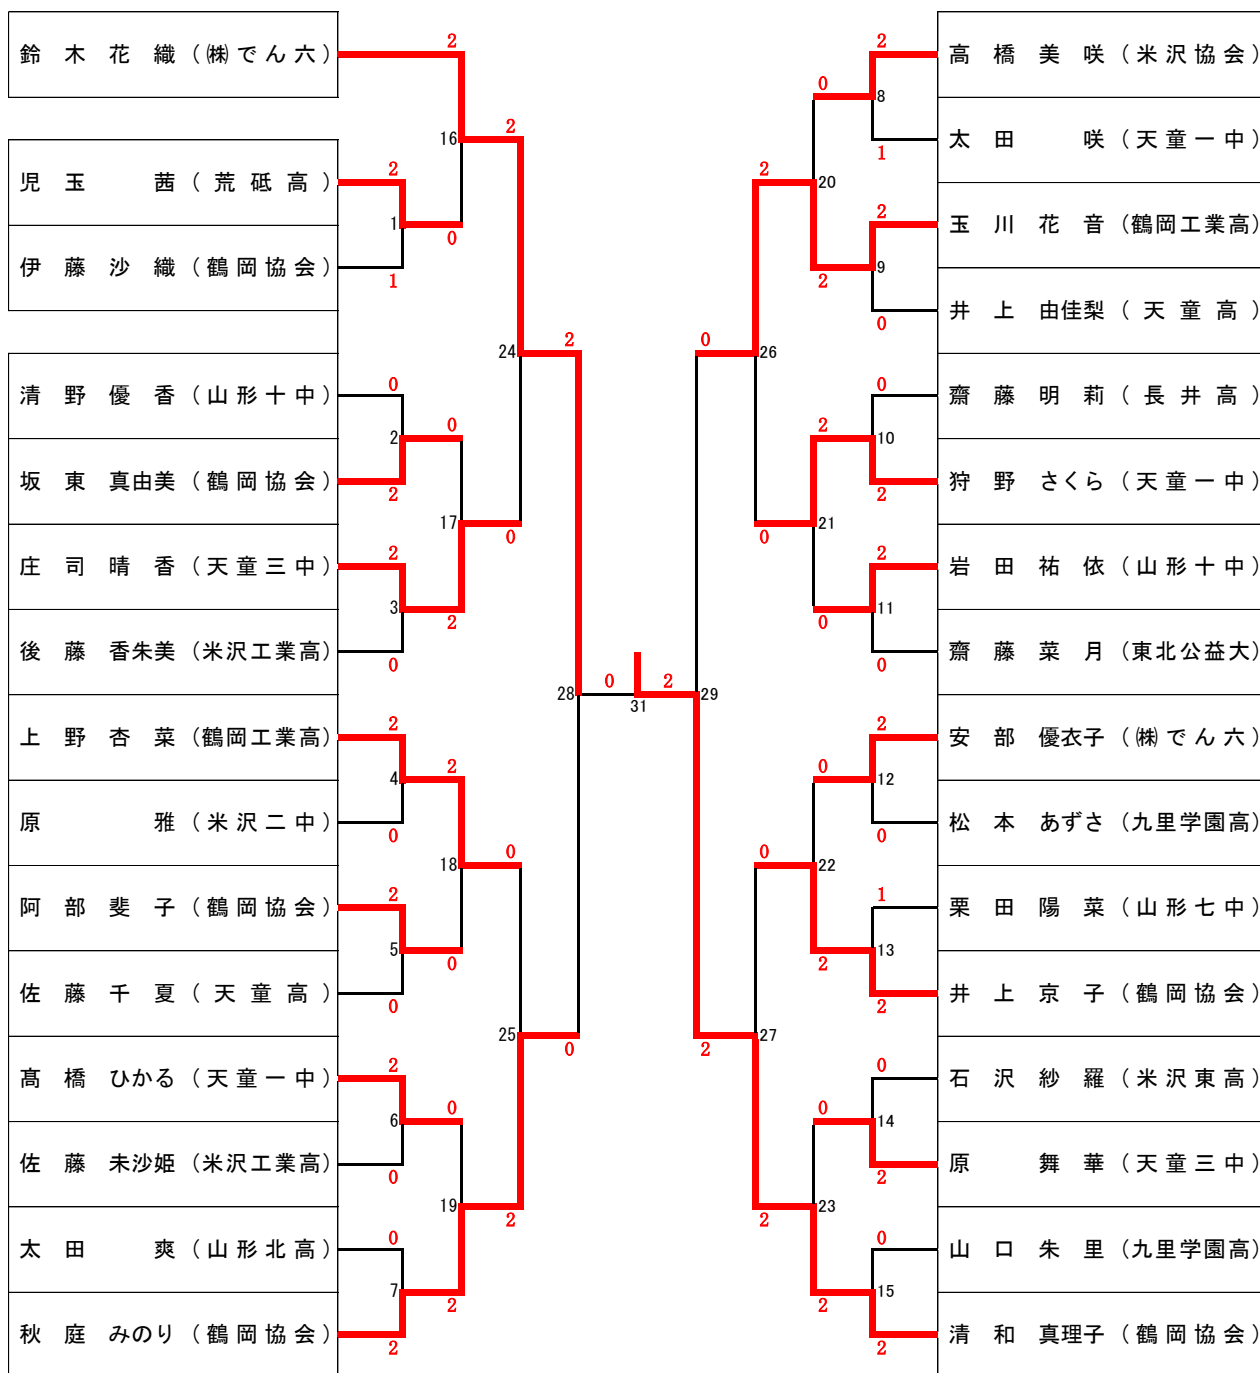 鈴木花織（㈱でん六）
児玉茜（荒砥高）
伊藤沙織（鶴岡協会）
清野優香（山形十中）
坂東真由美（鶴岡協会）
庄司晴香（天童三中）
後藤香朱美（米沢工業高）
上野杏菜（鶴岡工業高）
原雅（米沢二中）
阿部斐子（鶴岡協会）
佐藤千夏（天童高）
髙橋ひかる（天童一中）
佐藤未沙姫（米沢工業高）
太田爽（山形北高）
秋庭みのり（鶴岡協会）
2
16
2
2
1
0
1
24
2
0
0
2
2
17
0
2
3
2
0
28
0
31
2
4
2
0
18
0
2
5
0
0
25
0
2
0
6
0
19
2
0
7
2
2
2
29
0
26
2
20
0
2
8
1
2
2
9
0
0
10
2
2
21
0
2
11
0
0
2
27
0
22
0
2
12
0
1
13
2
2
2
23
0
0
14
2
2
0
15
2
高橋美咲（米沢協会）
太田咲（天童一中）
玉川花音（鶴岡工業高）
井上由佳梨（天童高）
齋藤明莉（長井高）
狩野さくら（天童一中）
岩田祐依（山形十中）
齋藤菜月（東北公益大）
安部優衣子（㈱でん六）
松本あずさ（九里学園高）
栗田陽菜（山形七中）
井上京子（鶴岡協会）
石沢紗羅（米沢東高）
原舞華（天童三中）
山口朱里（九里学園高）
清和真理子（鶴岡協会）